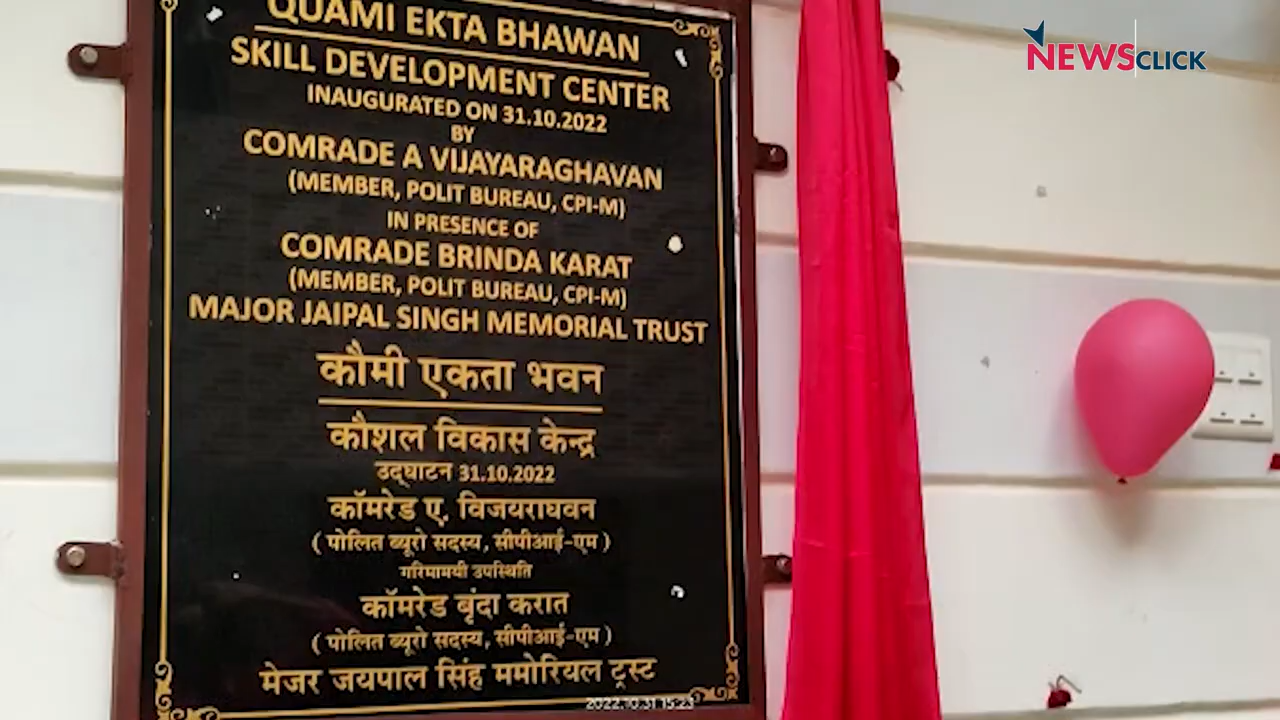 QUAMI EKTA BHAWAN
SKILL DEVELOPMENT CENTER
INAUGURATED ON 31.10.2022
BY
COMRADE A VIJAYARAGHAVAN
(MEMBER, POLIT BUREAU, CPI-M)
IN PRESENCE OF
COMRADE BRINDA KARAT
(MEMBER, POLIT BUREAU, CPI-M)
MAJOR JAIPAL SINGH MEMORIAL TRUST
कौमी एकता भवन
कौशल विकास केन्द्र
उद्घाटन 31.10.2022
कॉमरेड ए. विजयराघवन
( पोलित ब्यूरो सदस्य, सीपीआई-एम )
गरिमामयी उपस्थिति
कॉमरेड बृंदा करात
( पोलित ब्यूरो सदस्य, सीपीआई-एम )
मेजर जयपाल सिंह ममोरियल ट्रस्ट
2022.10.31 15:23
NEWSCLICK